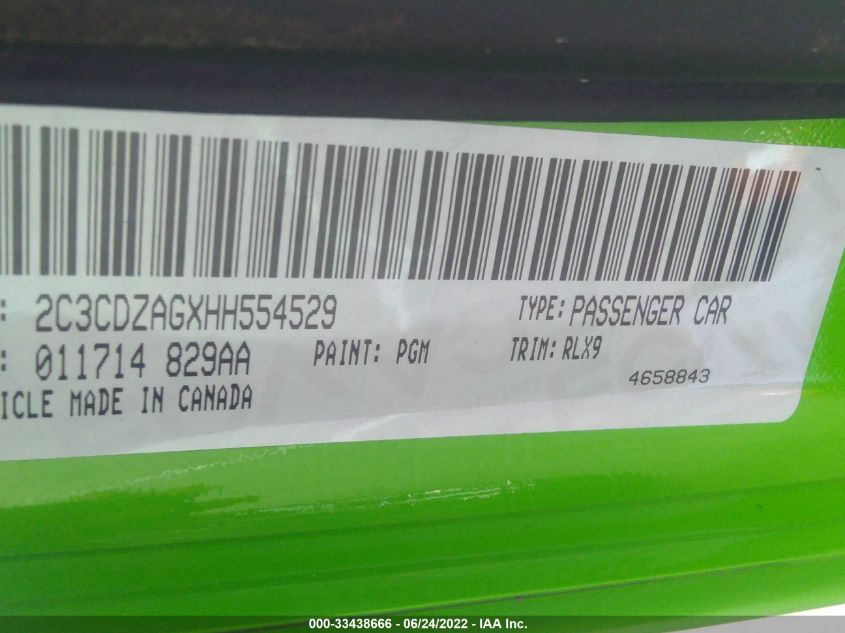 : 2C3CDZAGXHH554529 TYPE: PASSENGER CAR
: 011714 829AA PAINT: PGM TRIM: RLX9
ICLE MADE IN CANADA 4658843
000-33438666 - 06/24/2022 - IAA Inc.